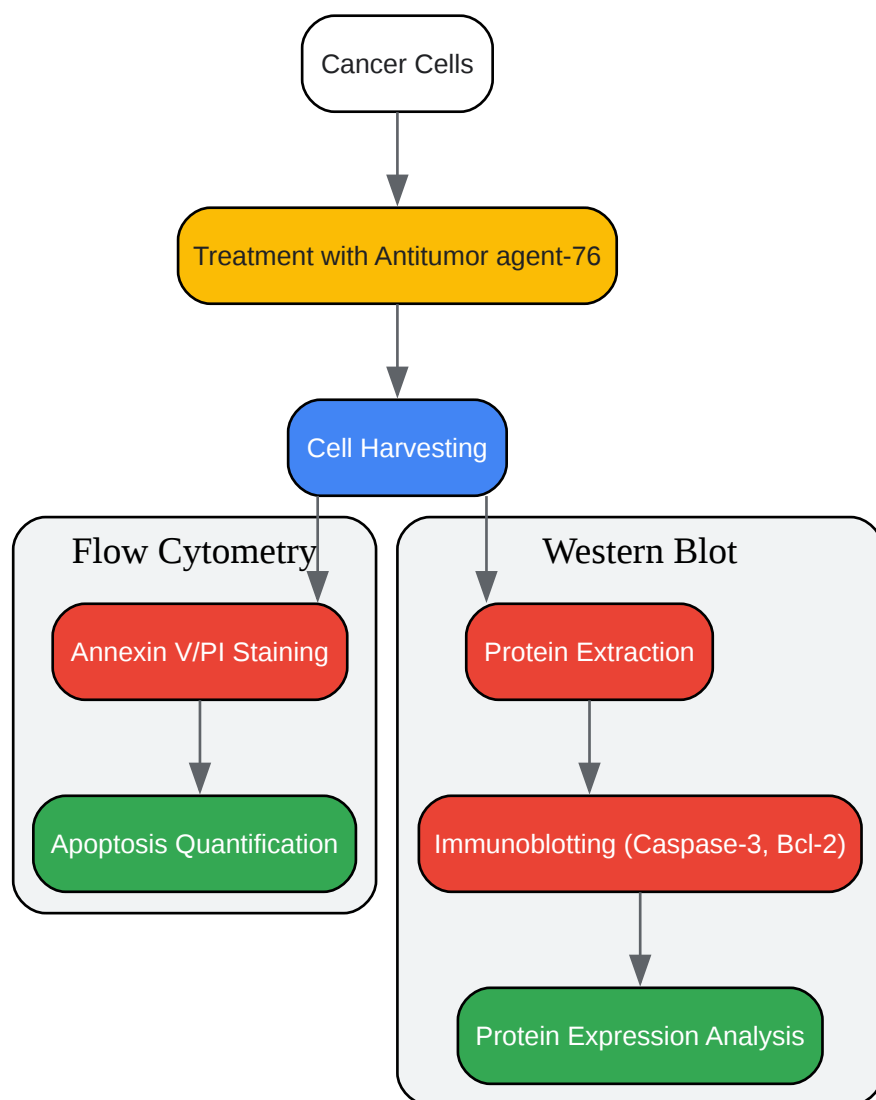 Cancer Cells
Treatment with Antitumor agent-76
Cell Harvesting
Flow Cytometry
Annexin V/PI Staining
Apoptosis Quantification
Western Blot
Protein Extraction
Immunoblotting (Caspase-3, Bcl-2)
Protein Expression Analysis